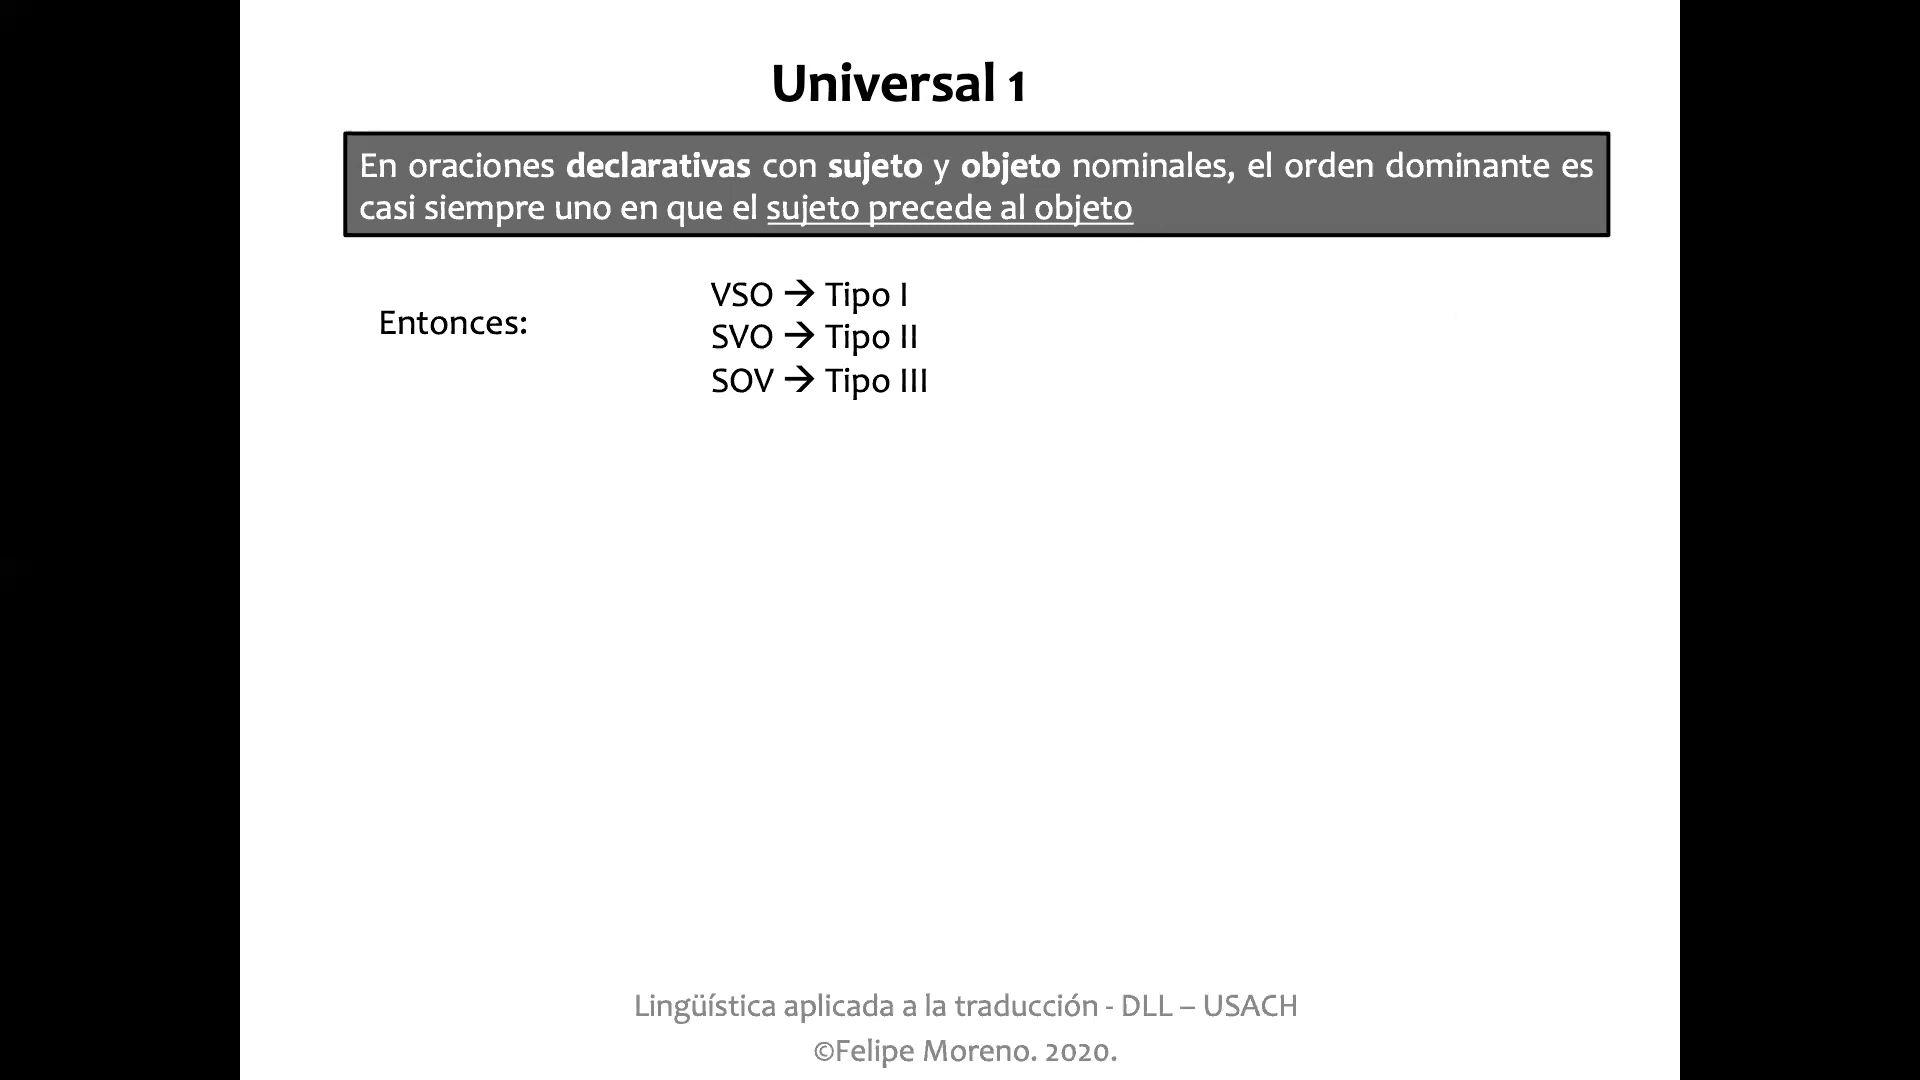 Universal 1
En oraciones declarativas con sujeto y objeto nominales, el orden dominante es
casi siempre uno en que el sujeto precede al objeto
Entonces:
VSO → Tipo I
SVO → Tipo II
SOV → Tipo III
Lingüística aplicada a la traducción - DLL – USACH
©Felipe Moreno. 2020.